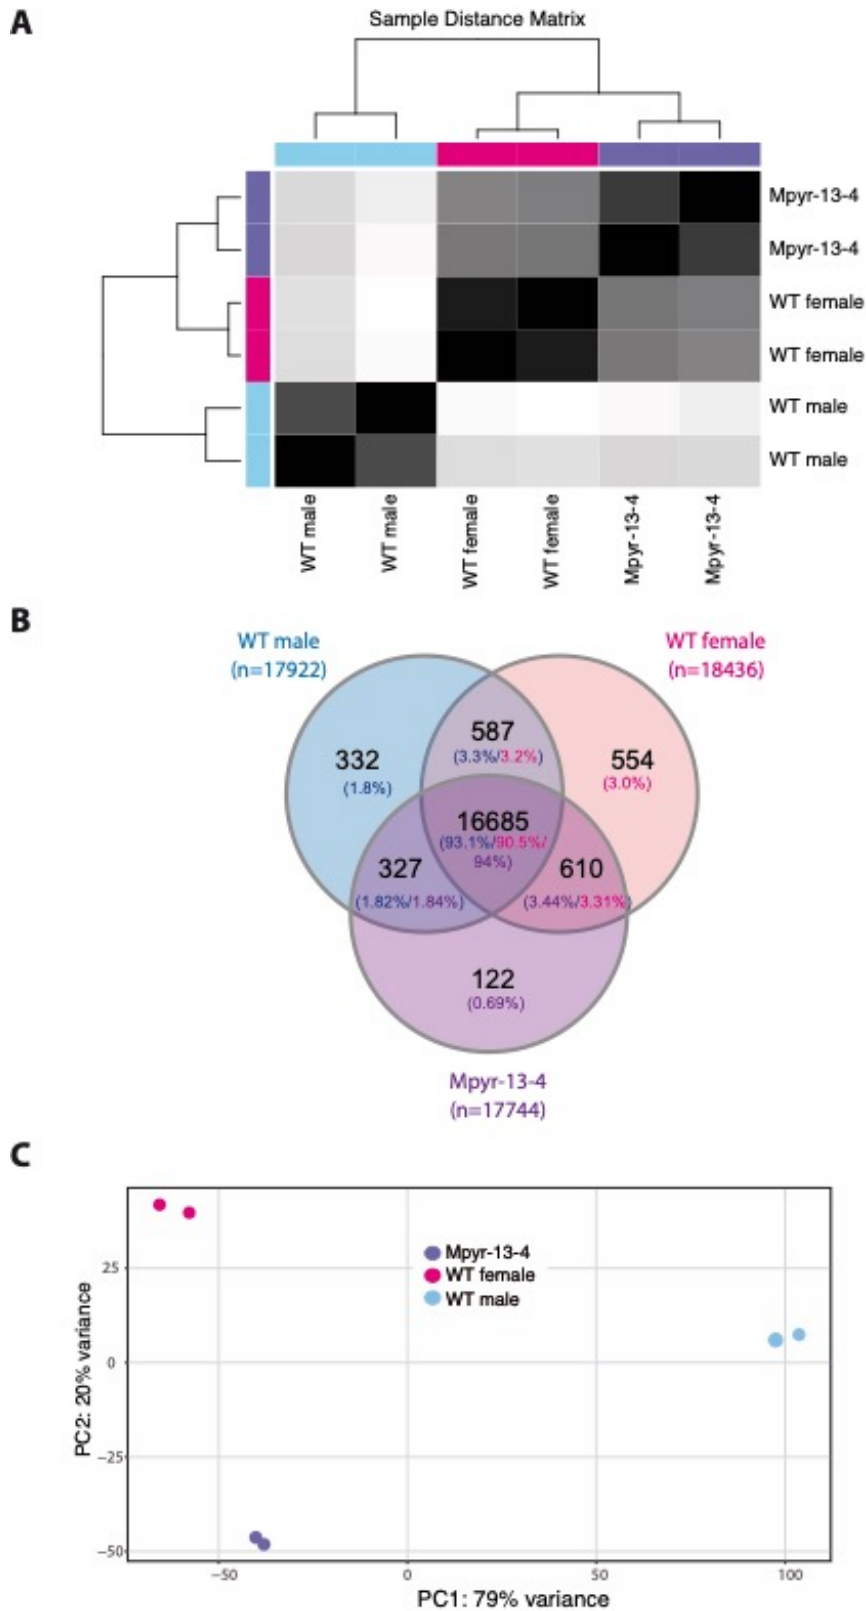 A
Sample Distance Matrix
Mpyr-13-4
Mpyr-13-4
WT female
WT female
WT male
WT male
WT male
WT male
WT female
WT female
Mpyr-13-4
Mpyr-13-4
B
WT male
(n=17922)
WT female
(n=18436)
587
(3.3%/3.2%)
332
(1.8%)
554
(3.0%)
16685
(93.1%/90.5%/
94%)
327
(1.82%/1.84%)
610
(3.44%/3.31%)
122
(0.69%)
Mpyr-13-4
(n=17744)
C
Mpyr-13-4
WT female
WT male
PC2: 20% variance
25
0
−25
−50
−50
0
50
100
PC1: 79% variance